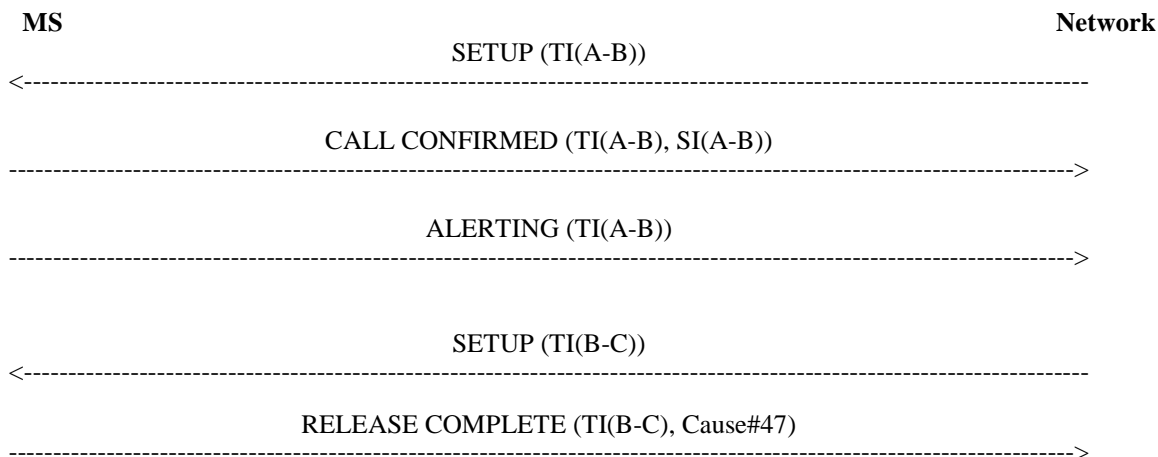 MS Network
SETUP (TI(A-B))
<------------------------------------------------------------------------------------------------------------------------
CALL CONFIRMED (TI(A-B), SI(A-B))
------------------------------------------------------------------------------------------------------------------------>
ALERTING (TI(A-B))
------------------------------------------------------------------------------------------------------------------------>
SETUP (TI(B-C))
<------------------------------------------------------------------------------------------------------------------------
RELEASE COMPLETE (TI(B-C), Cause#47)
------------------------------------------------------------------------------------------------------------------------>